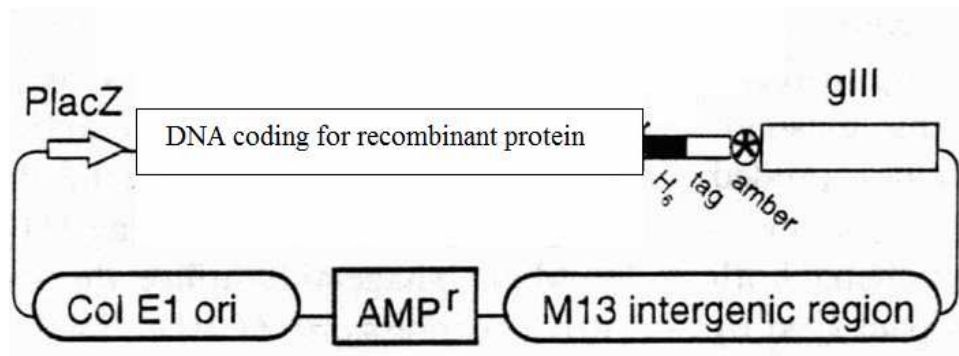 PlacZ
gIII
DNA coding for recombinant protein
H₆
tag
amber
Col E1 ori
AMPʳ
M13 intergenic region